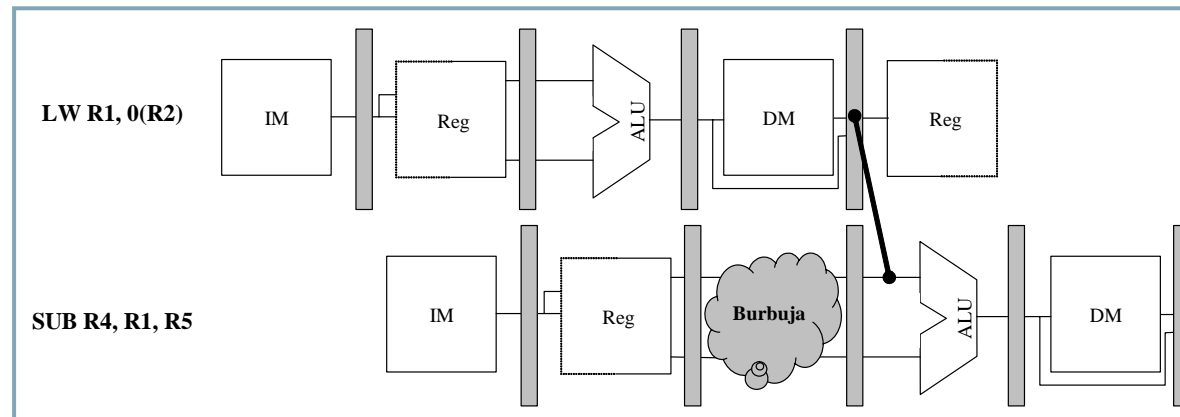 LW R1, 0(R2)
IM
Reg
ALU
DM
Reg
SUB R4, R1, R5
IM
Reg
Burbuja
ALU
DM